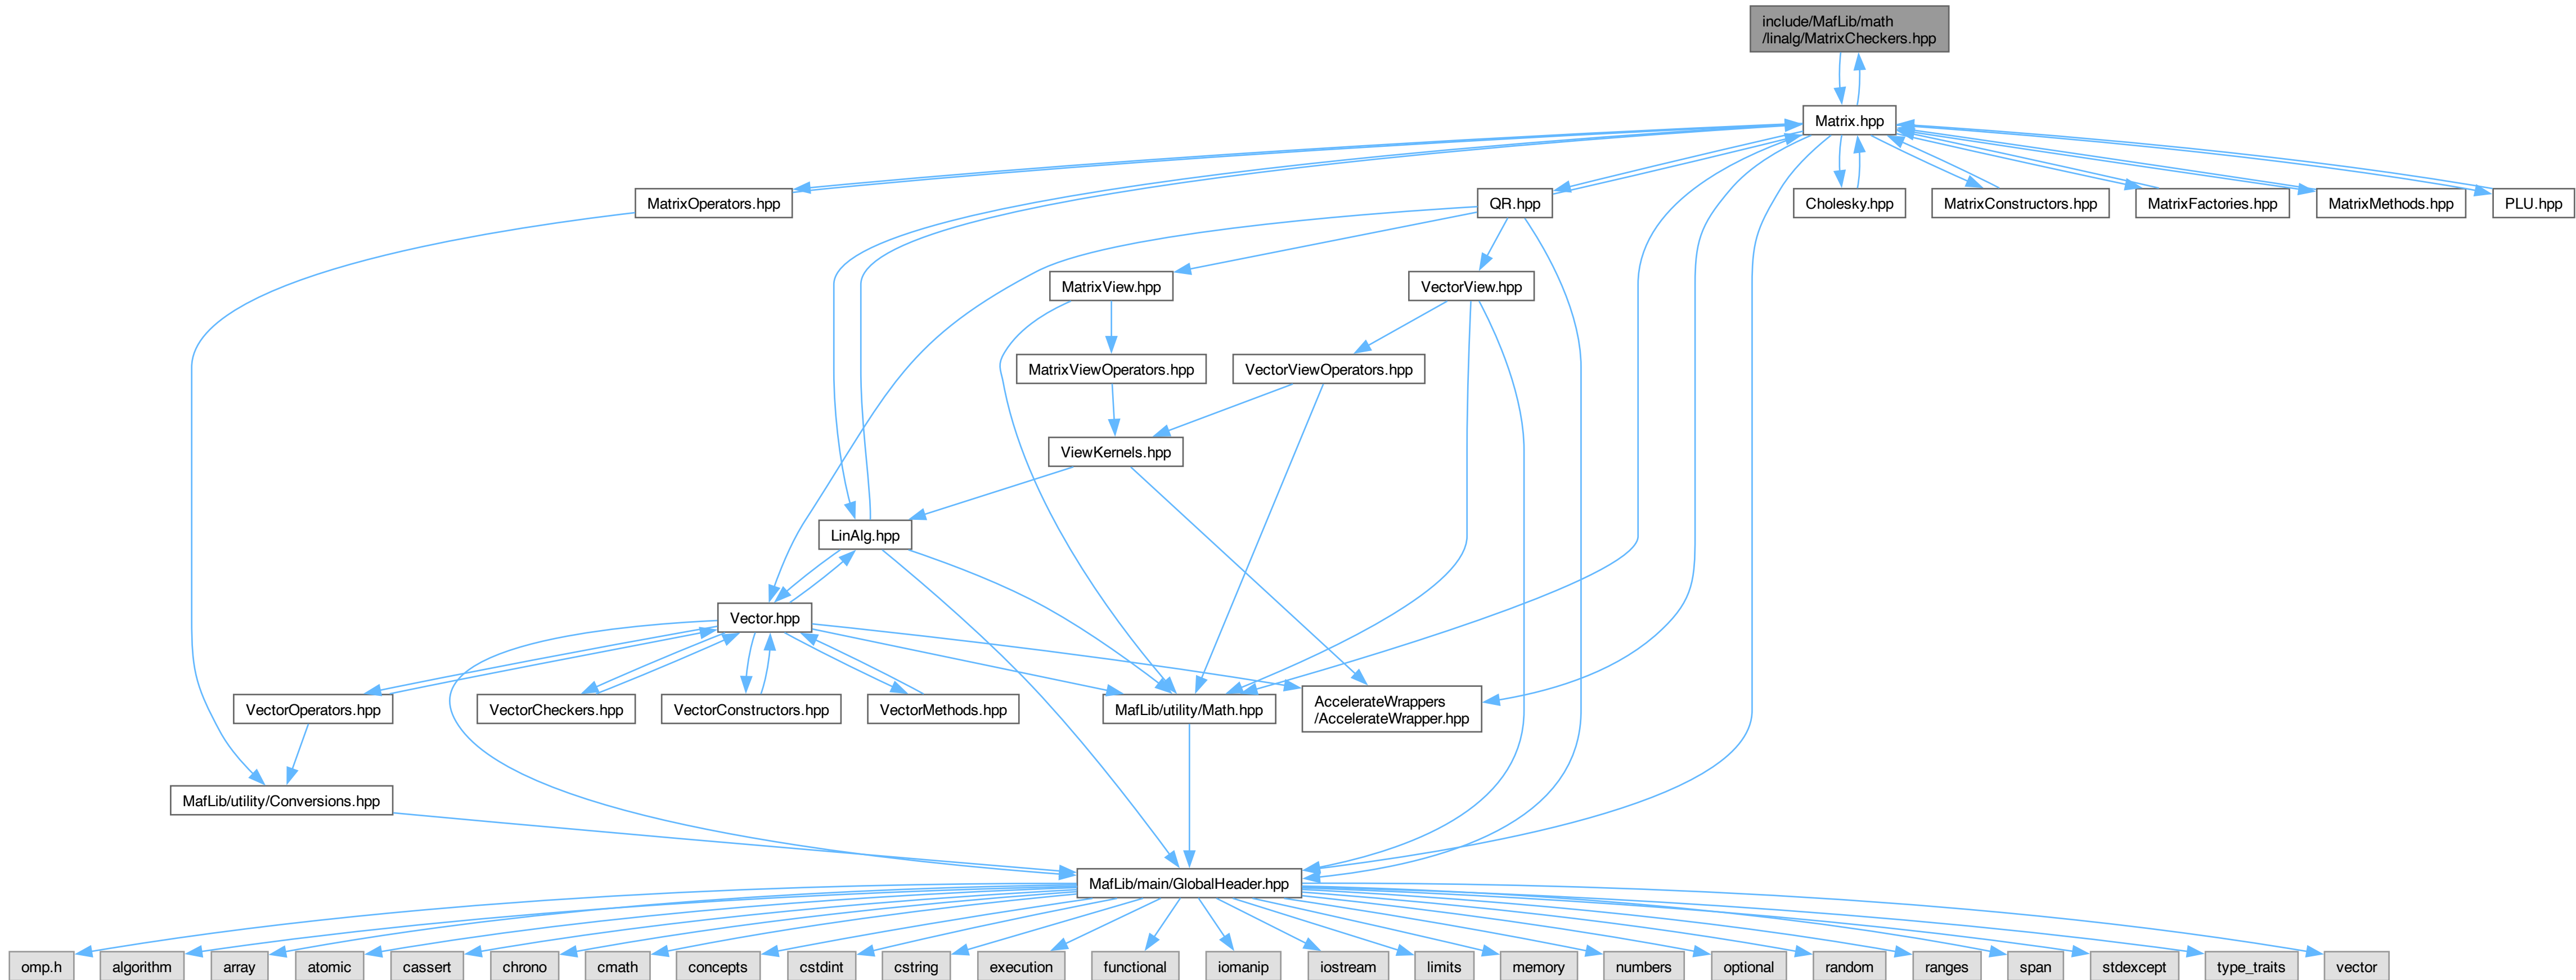 include/MafLib/math
/linalg/MatrixCheckers.hpp
Matrix.hpp
MatrixOperators.hpp
QR.hpp
Cholesky.hpp
MatrixConstructors.hpp
MatrixFactories.hpp
MatrixMethods.hpp
PLU.hpp
MatrixView.hpp
VectorView.hpp
MatrixViewOperators.hpp
VectorViewOperators.hpp
ViewKernels.hpp
LinAlg.hpp
Vector.hpp
VectorOperators.hpp
VectorCheckers.hpp
VectorConstructors.hpp
VectorMethods.hpp
MafLib/utility/Math.hpp
AccelerateWrappers
/AccelerateWrapper.hpp
MafLib/utility/Conversions.hpp
MafLib/main/GlobalHeader.hpp
omp.h
algorithm
array
atomic
cassert
chrono
cmath
concepts
cstdint
cstring
execution
functional
iomanip
iostream
limits
memory
numbers
optional
random
ranges
span
stdexcept
type_traits
vector